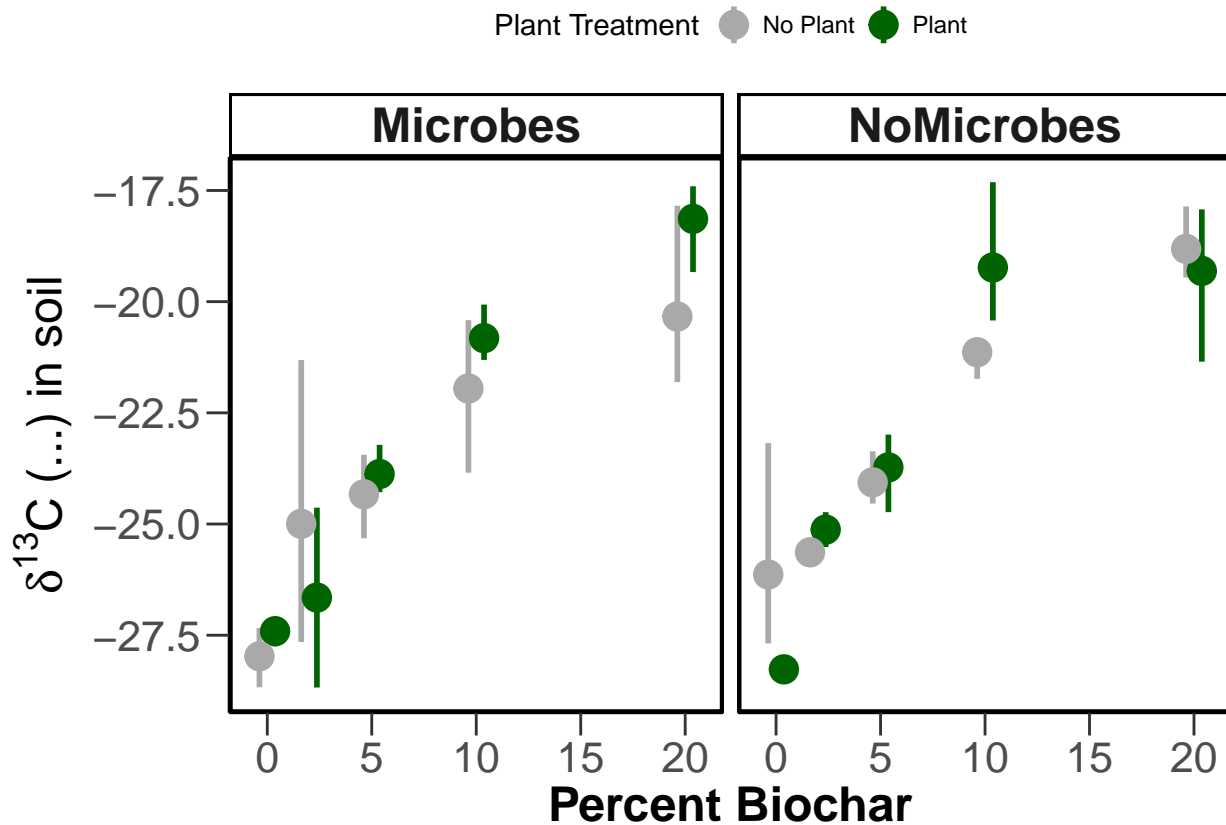 Plant Treatment No Plant Plant
Microbes NoMicrobes
−17.5
−20.0
−22.5
−25.0
−27.5
δ¹³C (...) in soil
0 5 10 15 20 0 5 10 15 20
Percent Biochar